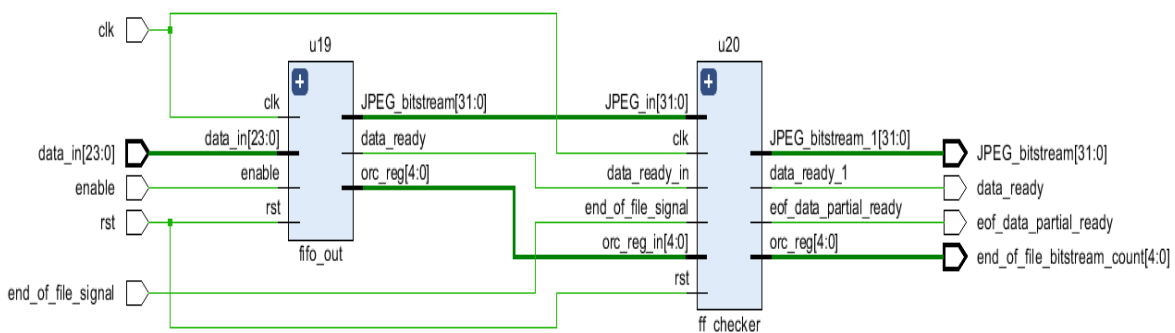 clk
data_in[23:0]
enable
rst
end_of_file_signal
u19
clk
data_in[23:0]
enable
rst
JPEG_bitstream[31:0]
data_ready
orc_reg[4:0]
fifo_out
u20
JPEG_in[31:0]
clk
data_ready_in
end_of_file_signal
orc_reg_in[4:0]
rst
JPEG_bitstream_1[31:0]
data_ready_1
eof_data_partial_ready
orc_reg[4:0]
ff_checker
JPEG_bitstream[31:0]
data_ready
eof_data_partial_ready
end_of_file_bitstream_count[4:0]